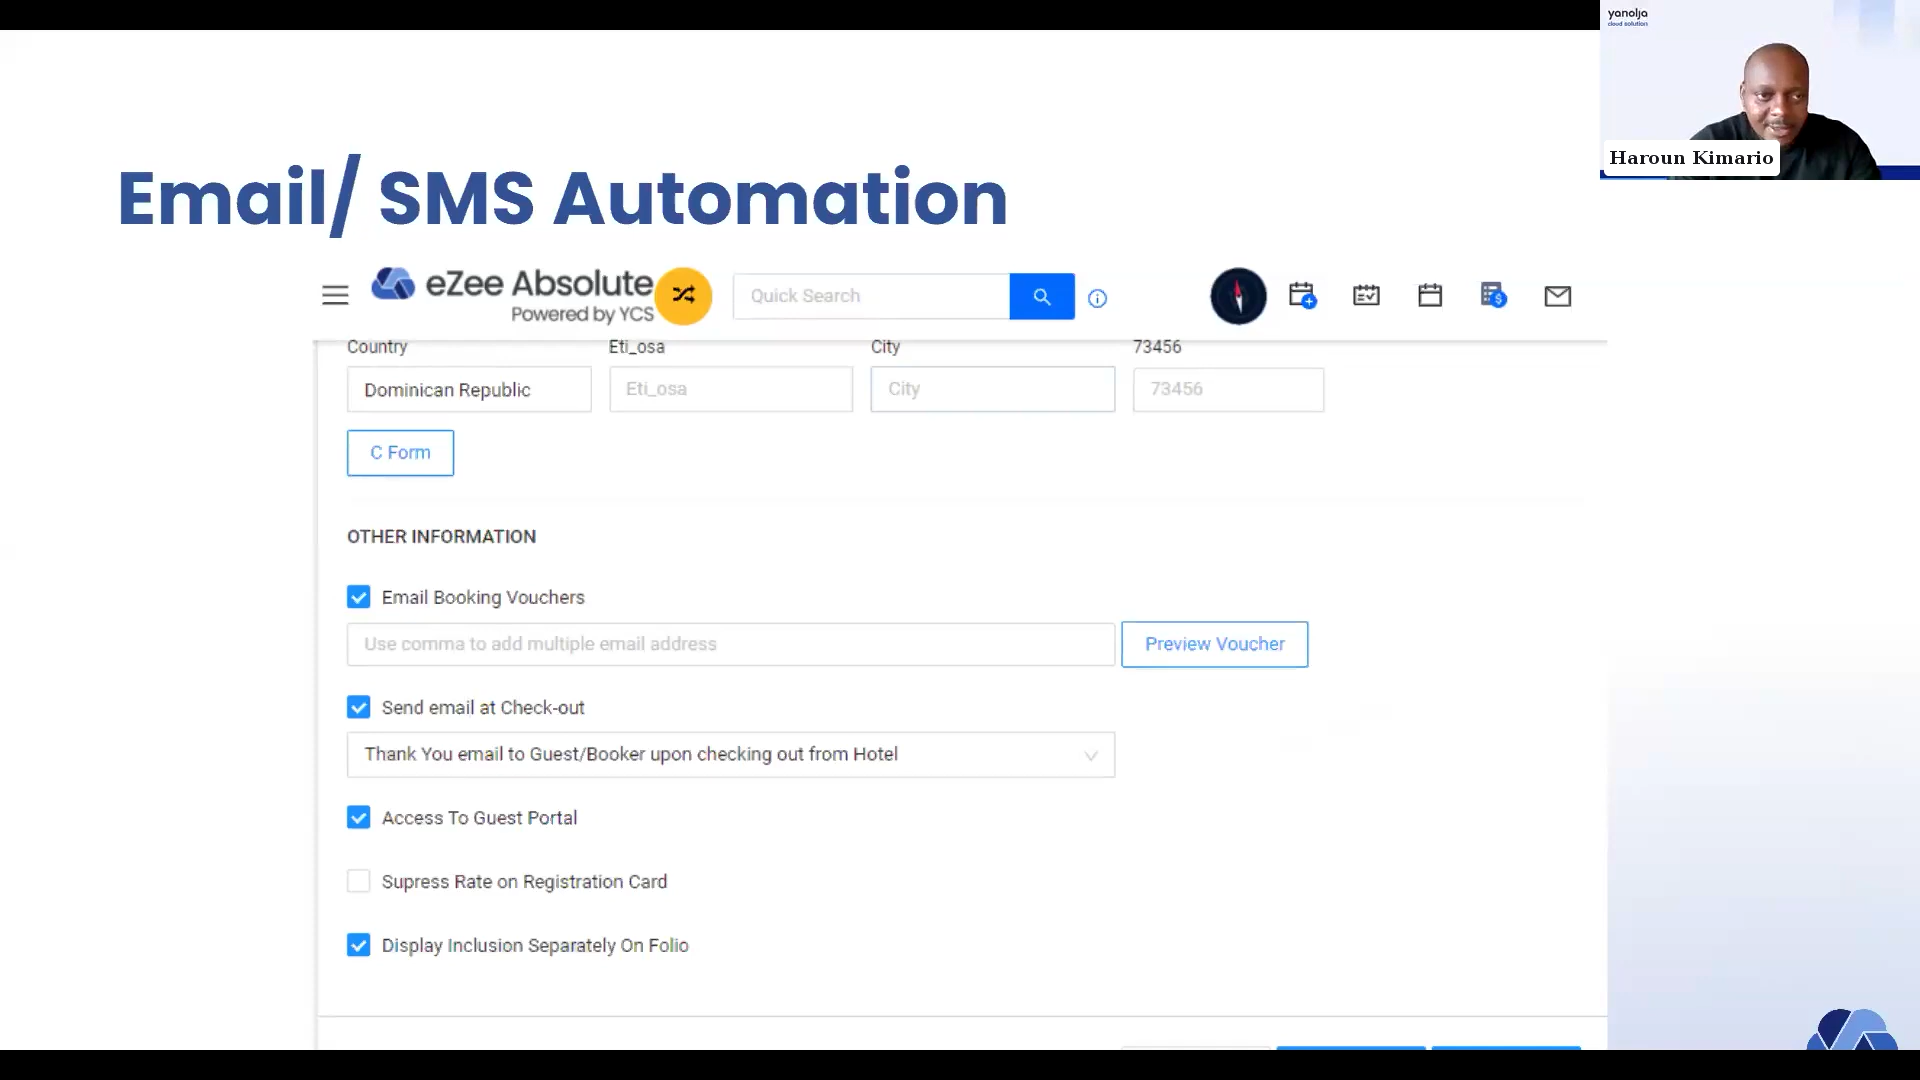 yanolja
cloud solution
Haroun Kimario
Email/ SMS Automation
eZee Absolute
Powered by YCS
Quick Search
Country Eti_osa City 73456
Dominican Republic Eti_osa City 73456
C Form
OTHER INFORMATION
Email Booking Vouchers
Use comma to add multiple email address Preview Voucher
Send email at Check-out
Thank You email to Guest/Booker upon checking out from Hotel
Access To Guest Portal
Supress Rate on Registration Card
Display Inclusion Separately On Folio